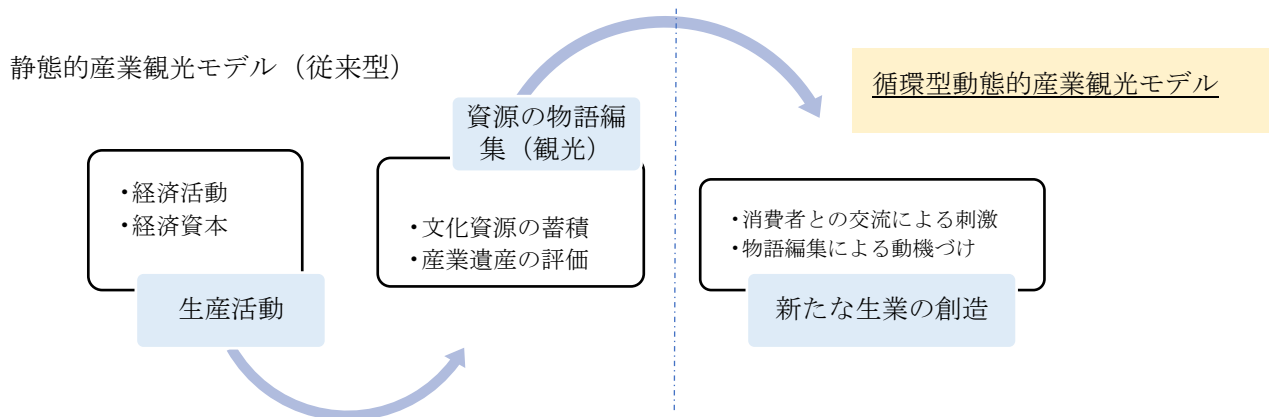 静態的産業観光モデル（従来型）
循環型動態的産業観光モデル
・経済活動
・経済資本
生産活動
資源の物語編
集（観光）
・文化資源の蓄積
・産業遺産の評価
・消費者との交流による刺激
・物語編集による動機づけ
新たな生業の創造